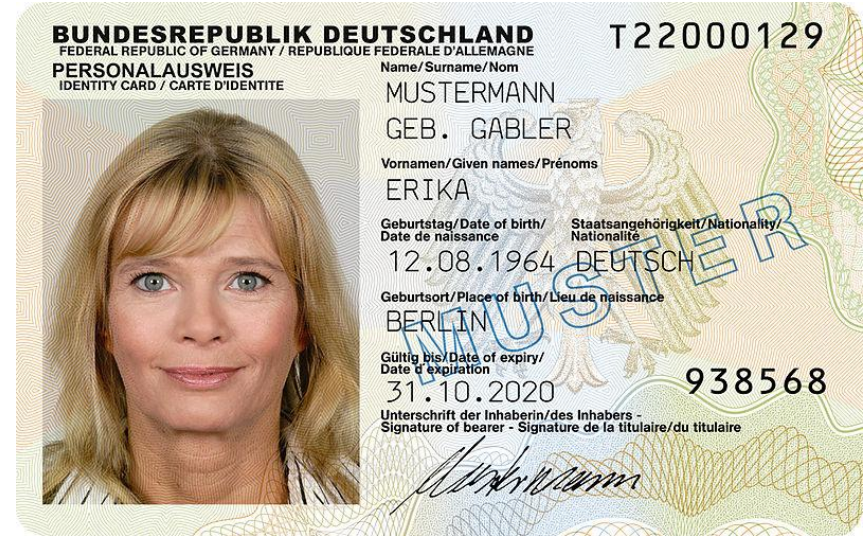 BUNDESREPUBLIK DEUTSCHLAND
FEDERAL REPUBLIC OF GERMANY / REPUBLIQUE FEDERALE D'ALLEMAGNE
PERSONALAUSWEIS
IDENTITY CARD / CARTE D'IDENTITE
T22000129
Name/Surname/Nom
MUSTERMANN
GEB. GABLER
Vornamen/Given names/Prénoms
ERIKA
Geburtstag/Date of birth/
Date de naissance
Staatsangehörigkeit/Nationality/
Nationalité
12.08.1964 DEUTSCH
Geburtsort/Place of birth/Lieu de naissance
BERLIN
Gültig bis/Date of expiry/
Date d'expiration
31.10.2020
938568
Unterschrift der Inhaberin/des Inhabers -
Signature of bearer - Signature de la titulaire/du titulaire
Mustermann
MUSTER